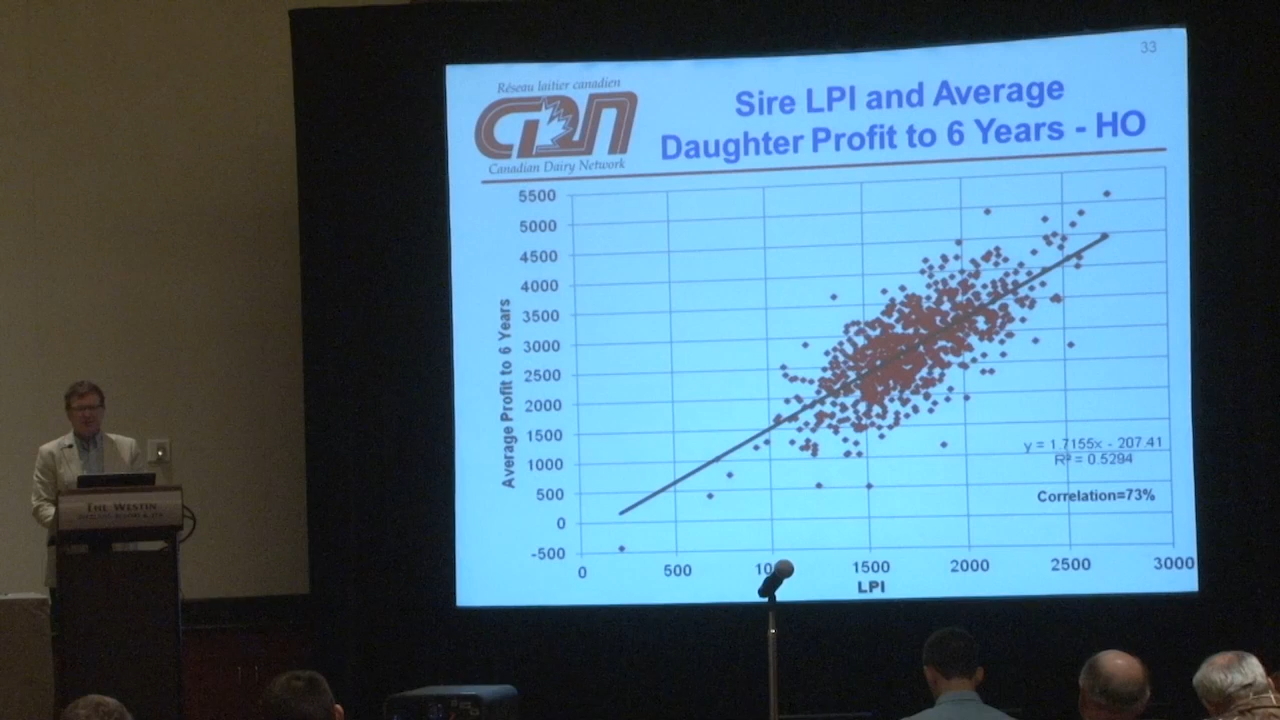 33
Réseau laitier canadien
CDN
Canadian Dairy Network
Sire LPI and Average
Daughter Profit to 6 Years - HO
5500
5000
4500
4000
3500
3000
2500
2000
1500
1000
500
0
-500
Average Profit to 6 Years
y = 1.7155x - 207.41
R² = 0.5294
Correlation=73%
0 500 10 1500 2000 2500 3000
LPI
THE WESTIN